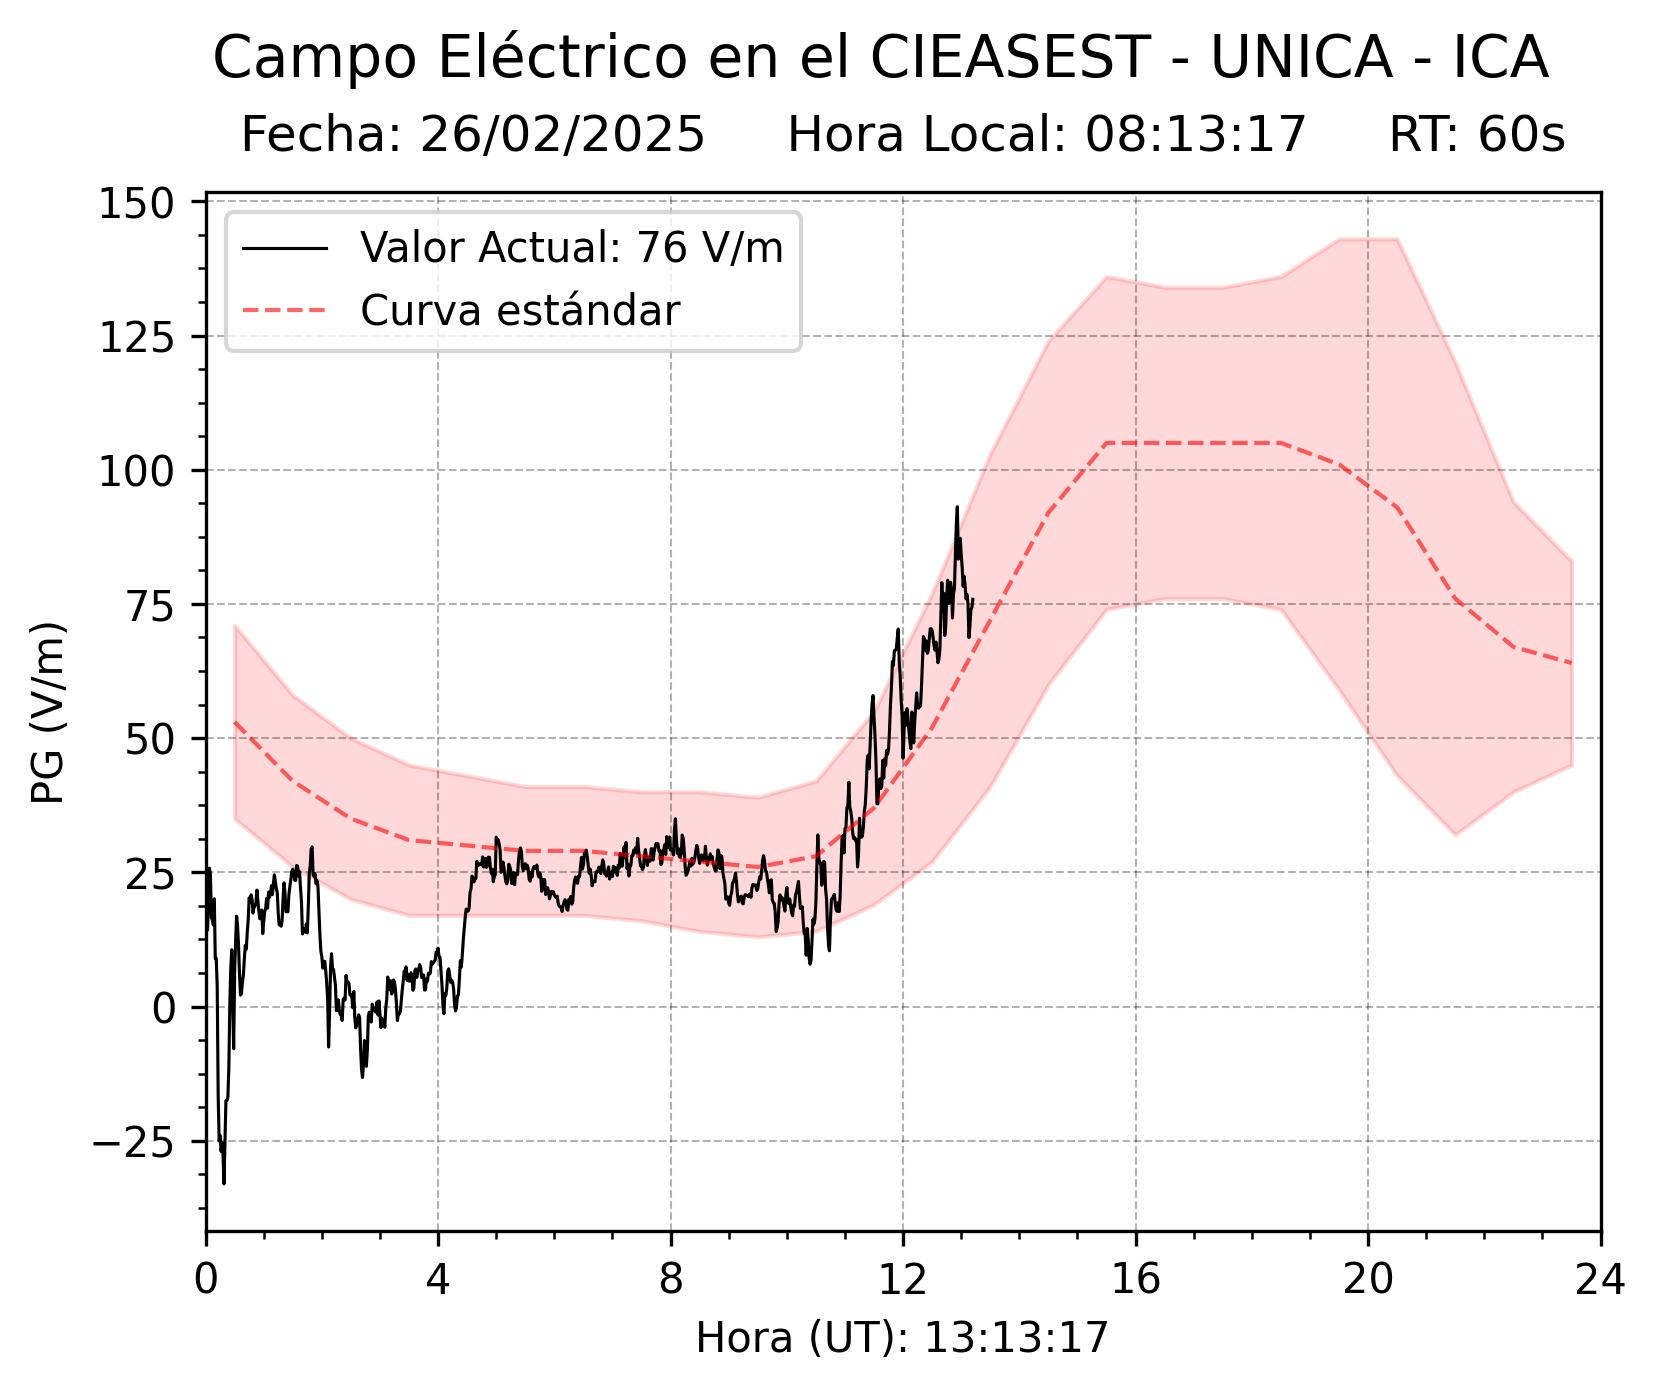 Campo Eléctrico en el CIEASEST - UNICA - ICA
Fecha: 26/02/2025 Hora Local: 08:13:17 RT: 60s
Valor Actual: 76 V/m
Curva estándar
PG (V/m)
150
125
100
75
50
25
0
−25
0 4 8 12 16 20 24
Hora (UT): 13:13:17